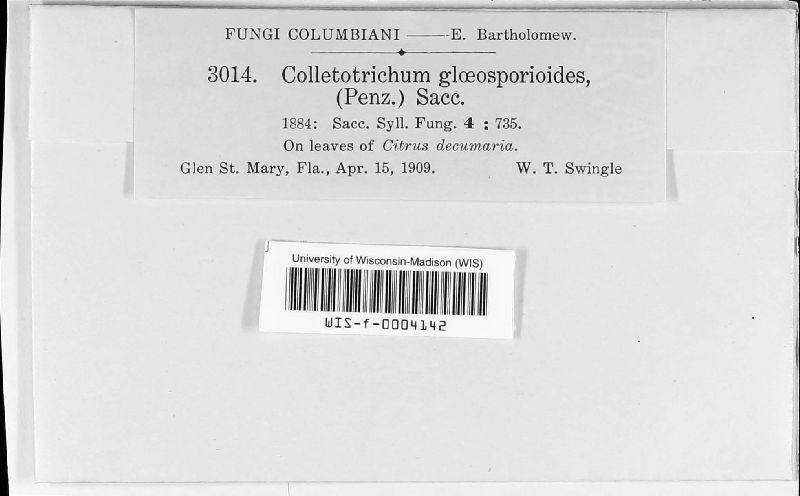 FUNGI COLUMBIANI —— E. Bartholomew.
3014. Colletotrichum glœosporioides,
(Penz.) Sacc.
1884: Sacc. Syll. Fung. 4 : 735.
On leaves of Citrus decumaria.
Glen St. Mary, Fla., Apr. 15, 1909. W. T. Swingle
University of Wisconsin-Madison (WIS)
WIS-f-0004142